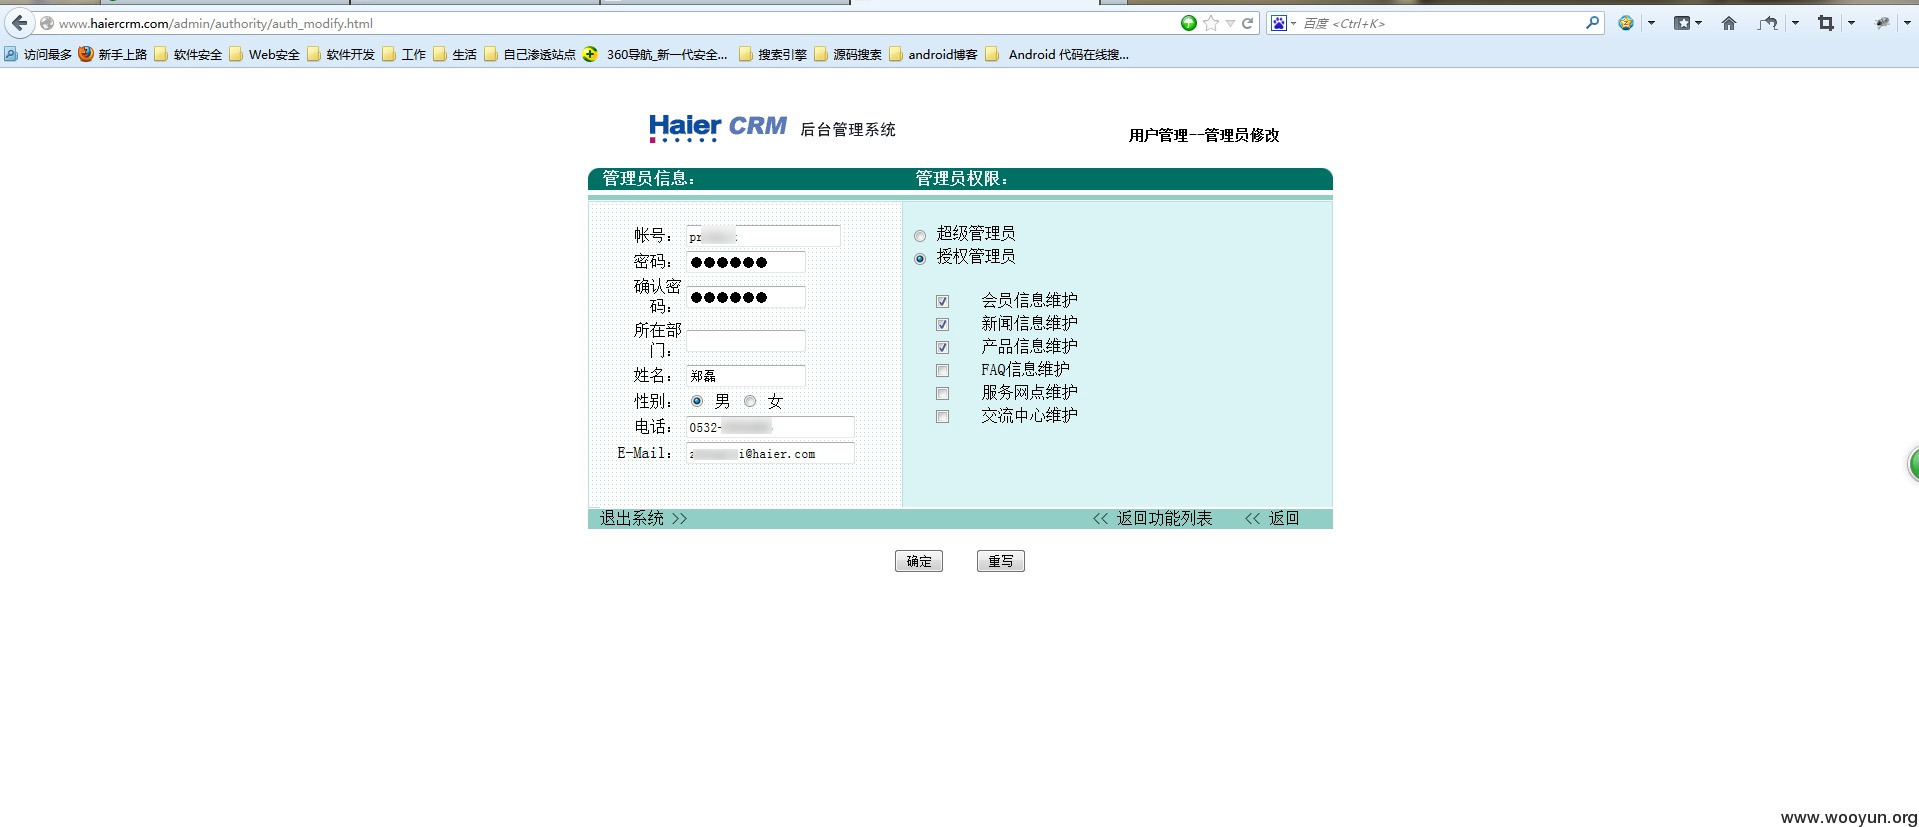 www.haiercrm.com/admin/authority/auth_modify.html
百度 <Ctrl+K>
访问最多 新手上路 软件安全 Web安全 软件开发 工作 生活 自己渗透站点 360导航_新一代安全... 搜索引擎 源码搜索 android博客 Android 代码在线搜...
Haier CRM 后台管理系统
用户管理--管理员修改
管理员信息： 管理员权限：
帐号： pr
密码： ●●●●●●
确认密码： ●●●●●●
所在部门：
姓名： 郑磊
性别： 男 女
电话： 0532-
E-Mail： z i@haier.com
超级管理员
授权管理员
会员信息维护
新闻信息维护
产品信息维护
FAQ信息维护
服务网点维护
交流中心维护
退出系统 >> << 返回功能列表 << 返回
确定 重写
www.wooyun.org